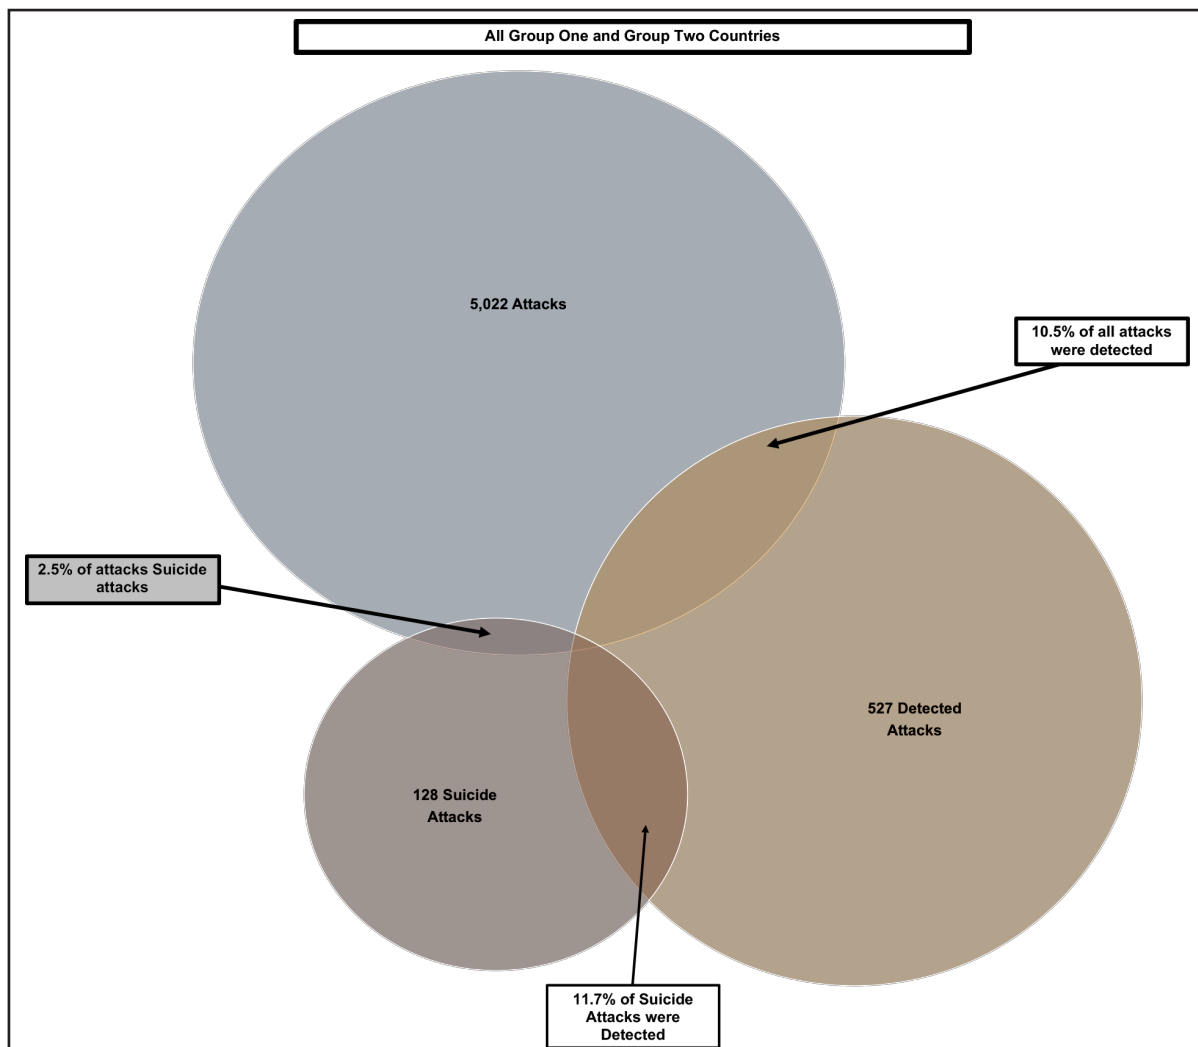 All Group One and Group Two Countries
5,022 Attacks
10.5% of all attacks
were detected
2.5% of attacks Suicide
attacks
527 Detected
Attacks
128 Suicide
Attacks
11.7% of Suicide
Attacks were
Detected